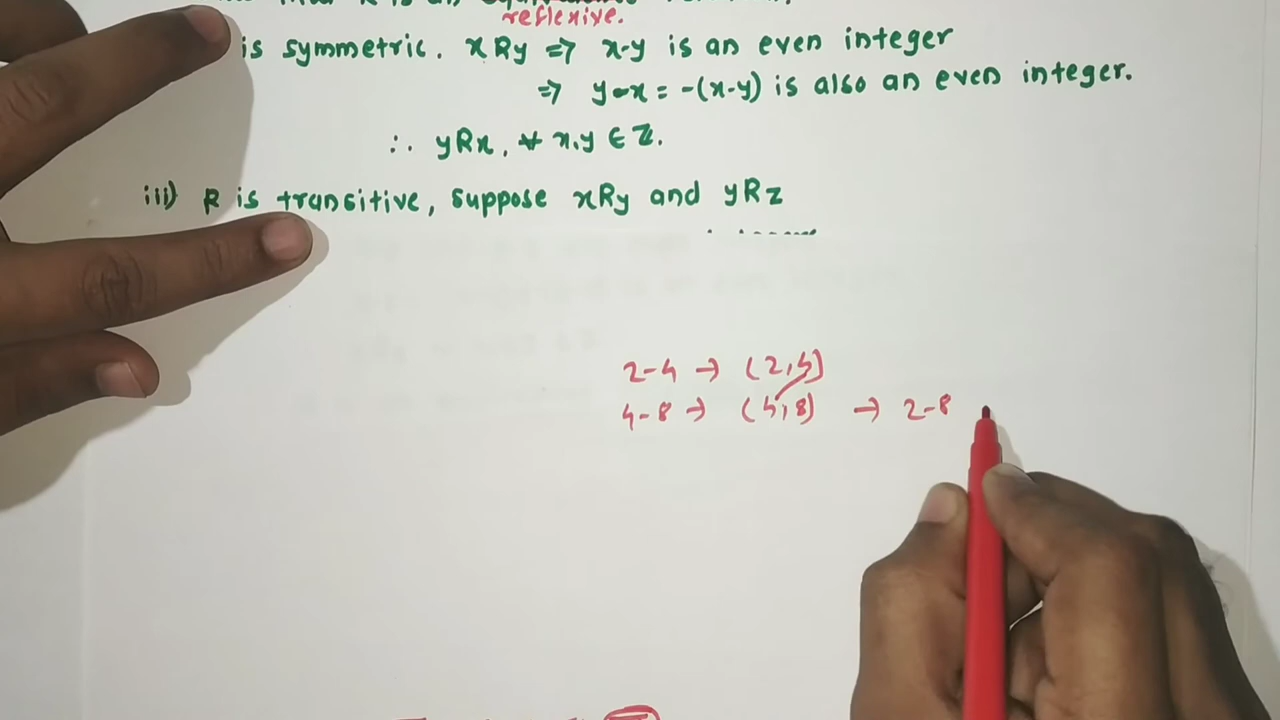 reflexive.
is symmetric. xRy => x-y is an even integer
=> y-x = -(x-y) is also an even integer.
∴ yRx, ∀ x,y ∈ Z.
iii) R is transitive, suppose xRy and yRz
2-4 → (2,4)
4-8 → (4,8) → 2-8